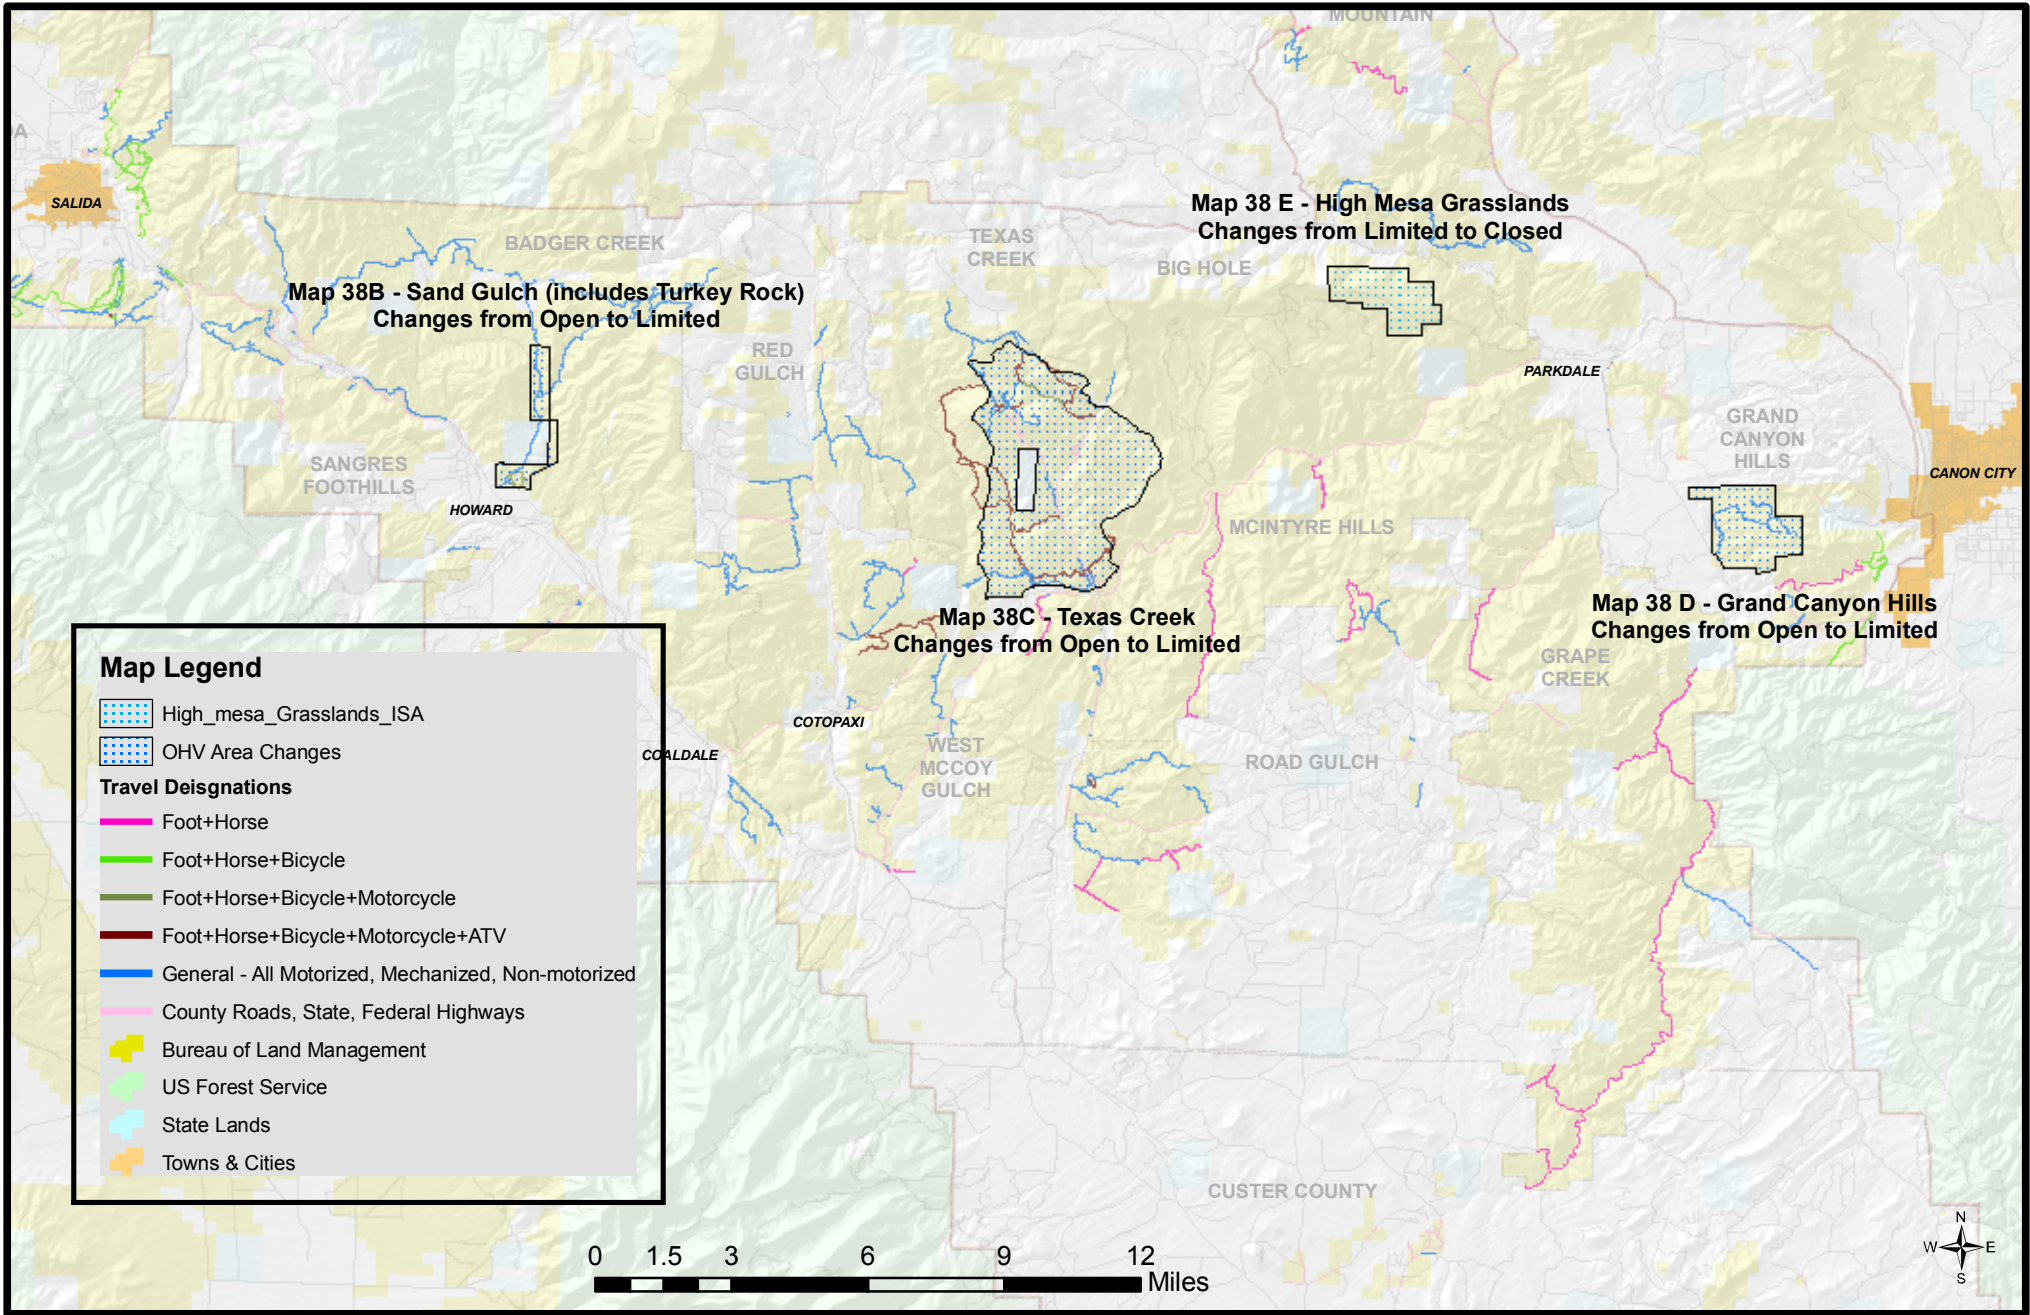 MOUNTAIN
DA
SALIDA
BADGER CREEK
TEXAS
CREEK
Map 38 E - High Mesa Grasslands
Changes from Limited to Closed
BIG HOLE
Map 38B - Sand Gulch (includes Turkey Rock)
Changes from Open to Limited
RED
GULCH
PARKDALE
GRAND
CANYON
HILLS
SANGRES
FOOTHILLS
CANON CITY
HOWARD
MCINTYRE HILLS
Map 38C - Texas Creek
Changes from Open to Limited
Map 38 D - Grand Canyon Hills
Changes from Open to Limited
GRAPE
CREEK
COTOPAXI
COALDALE
WEST
MCCOY
GULCH
ROAD GULCH
CUSTER COUNTY
Map Legend
High_mesa_Grasslands_ISA
OHV Area Changes
Travel Deisgnations
Foot+Horse
Foot+Horse+Bicycle
Foot+Horse+Bicycle+Motorcycle
Foot+Horse+Bicycle+Motorcycle+ATV
General - All Motorized, Mechanized, Non-motorized
County Roads, State, Federal Highways
Bureau of Land Management
US Forest Service
State Lands
Towns & Cities
0 1.5 3 6 9 12
Miles
N
W E
S